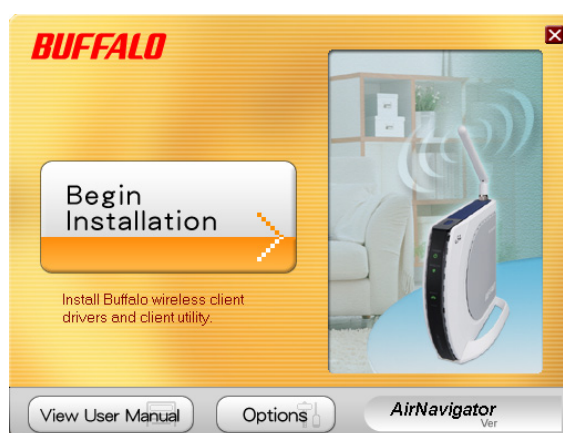 BUFFALO
Begin
Installation
Install Buffalo wireless client
drivers and client utility.
View User Manual
Options
AirNavigator
Ver